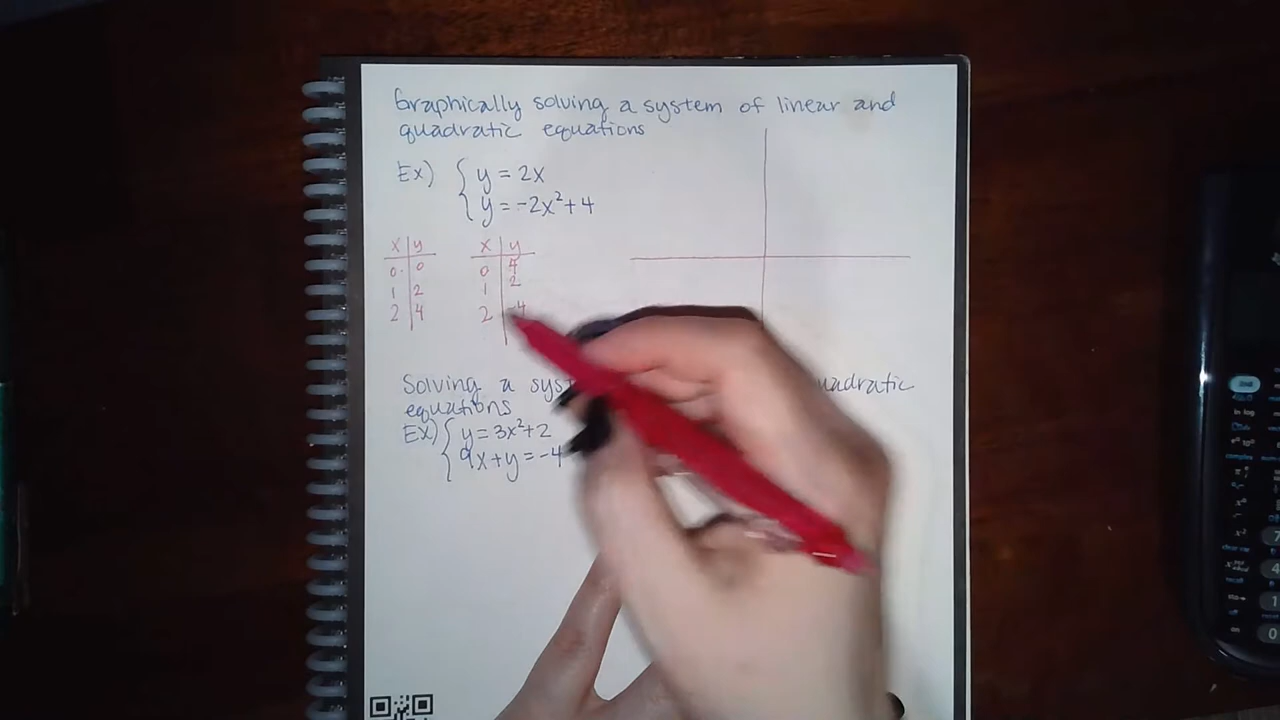 Graphically solving a system of linear and
quadratic equations
Ex) y = 2x
y = -2x²+4
x y
0 0
1 2
2 4
x y
0 4
1 2
2 -4
Solving a sys uadratic
equations
Ex) y = 3x²+2
9x+y = -4